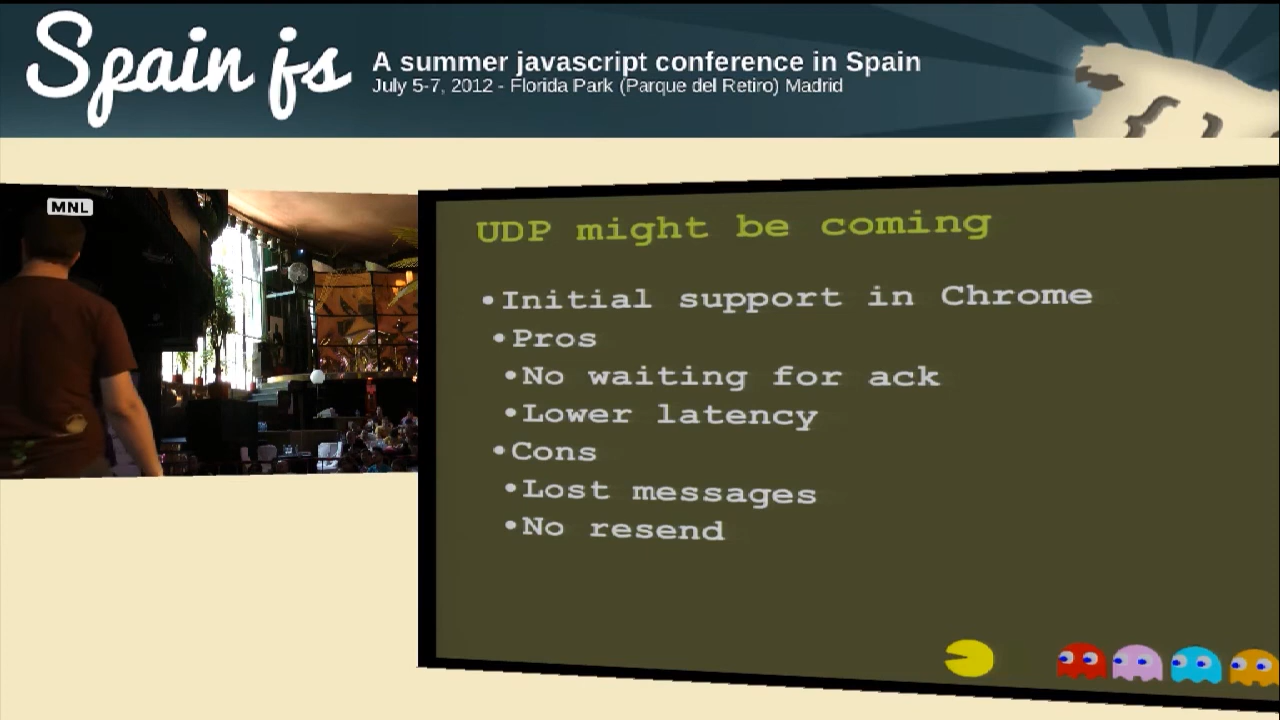 Spain js
A summer javascript conference in Spain
July 5-7, 2012 - Florida Park (Parque del Retiro) Madrid
MNL
UDP might be coming
•Initial support in Chrome
•Pros
•No waiting for ack
•Lower latency
•Cons
•Lost messages
•No resend